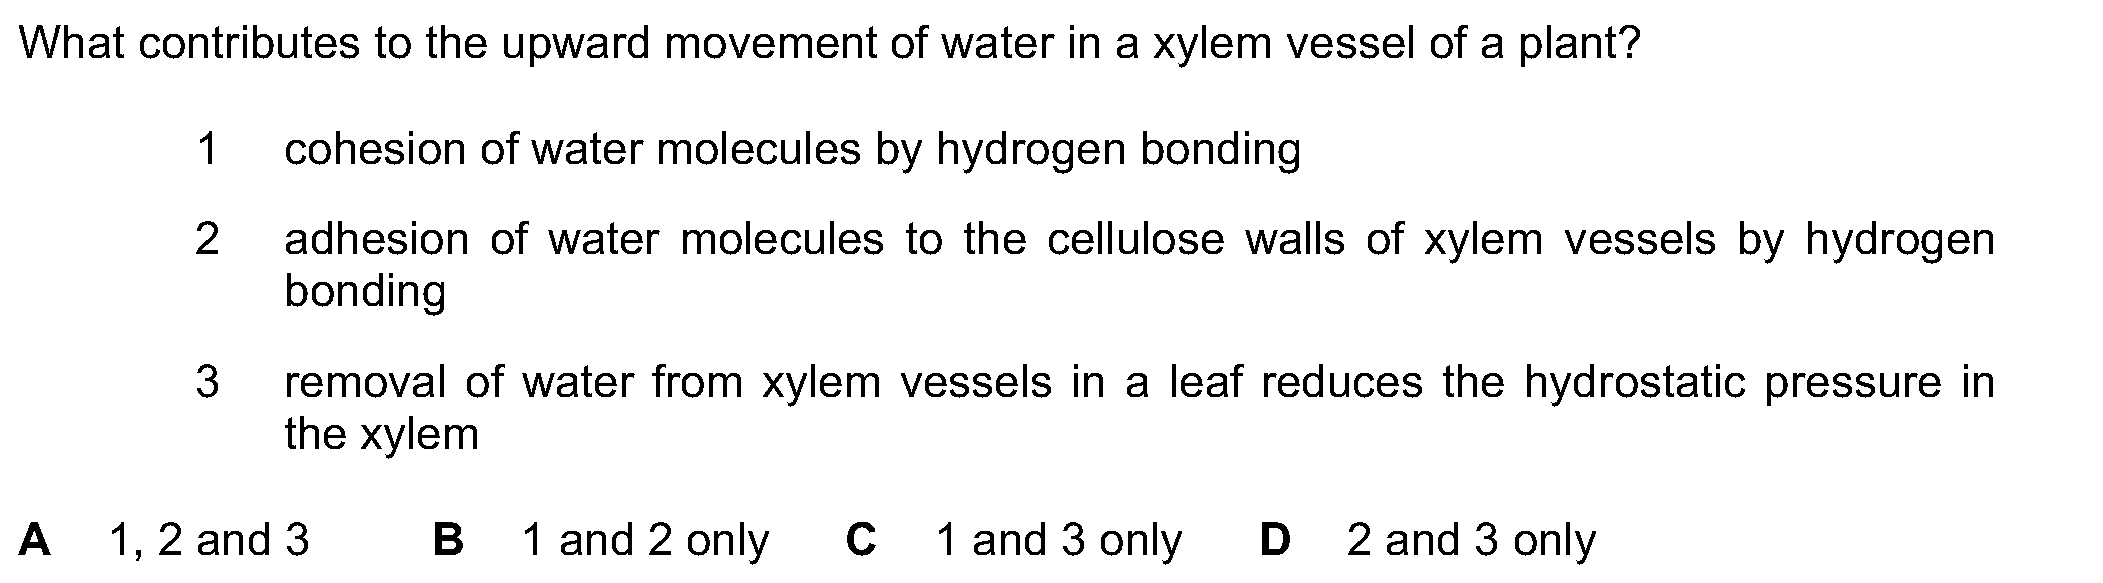 What contributes to the upward movement of water in a xylem vessel of a plant?
1 cohesion of water molecules by hydrogen bonding
2 adhesion of water molecules to the cellulose walls of xylem vessels by hydrogen
bonding
3 removal of water from xylem vessels in a leaf reduces the hydrostatic pressure in
the xylem
A 1, 2 and 3 B 1 and 2 only C 1 and 3 only D 2 and 3 only